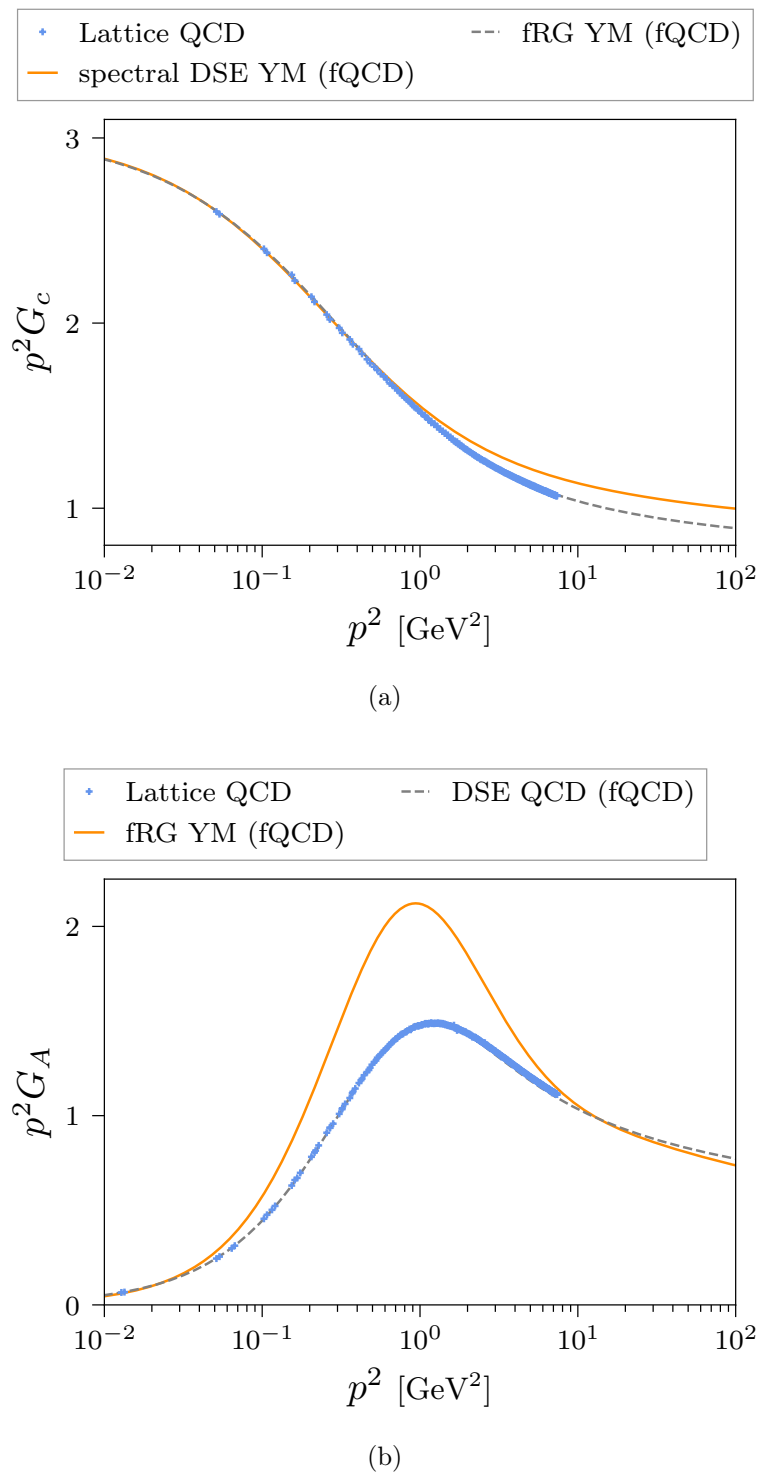 Lattice QCD
fRG YM (fQCD)
spectral DSE YM (fQCD)
3
2
1
p²G_c
10⁻² 10⁻¹ 10⁰ 10¹ 10²
p² [GeV²]
(a)
Lattice QCD
DSE QCD (fQCD)
fRG YM (fQCD)
2
1
0
p²G_A
10⁻² 10⁻¹ 10⁰ 10¹ 10²
p² [GeV²]
(b)